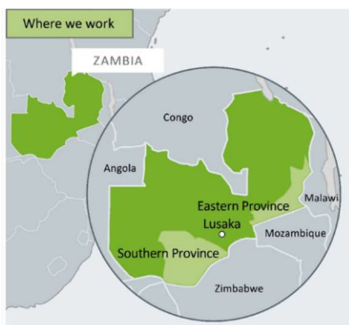 Where we work
ZAMBIA
Congo
Angola
Eastern Province
Malawi
Lusaka
Mozambique
Southern Province
Zimbabwe